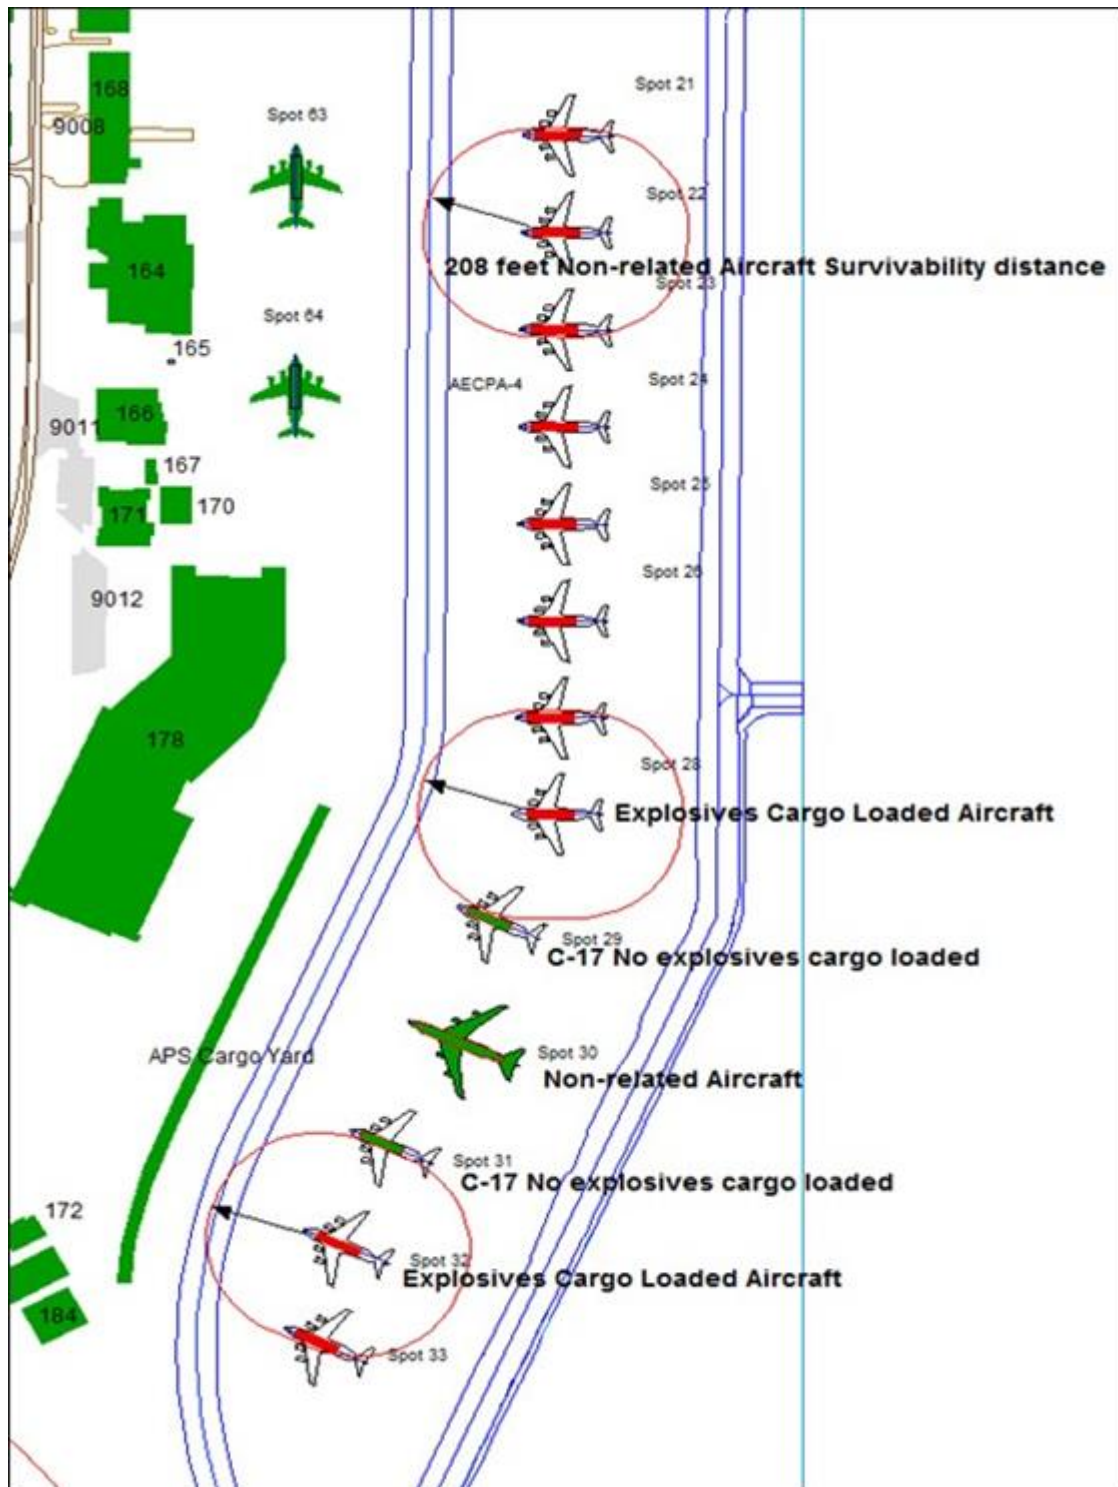 Spot 21
168
Spot 63
9008
Spot 22
208 feet Non-related Aircraft Survivability distance
164
Spot 23
Spot 64
165
Spot 24
AECPA-4
166
9011
167
Spot 25
170
171
Spot 26
9012
178
Spot 28
Explosives Cargo Loaded Aircraft
Spot 29
C-17 No explosives cargo loaded
Spot 30
APS Cargo Yard
Non-related Aircraft
Spot 31
C-17 No explosives cargo loaded
172
Spot 32
Explosives Cargo Loaded Aircraft
184
Spot 33